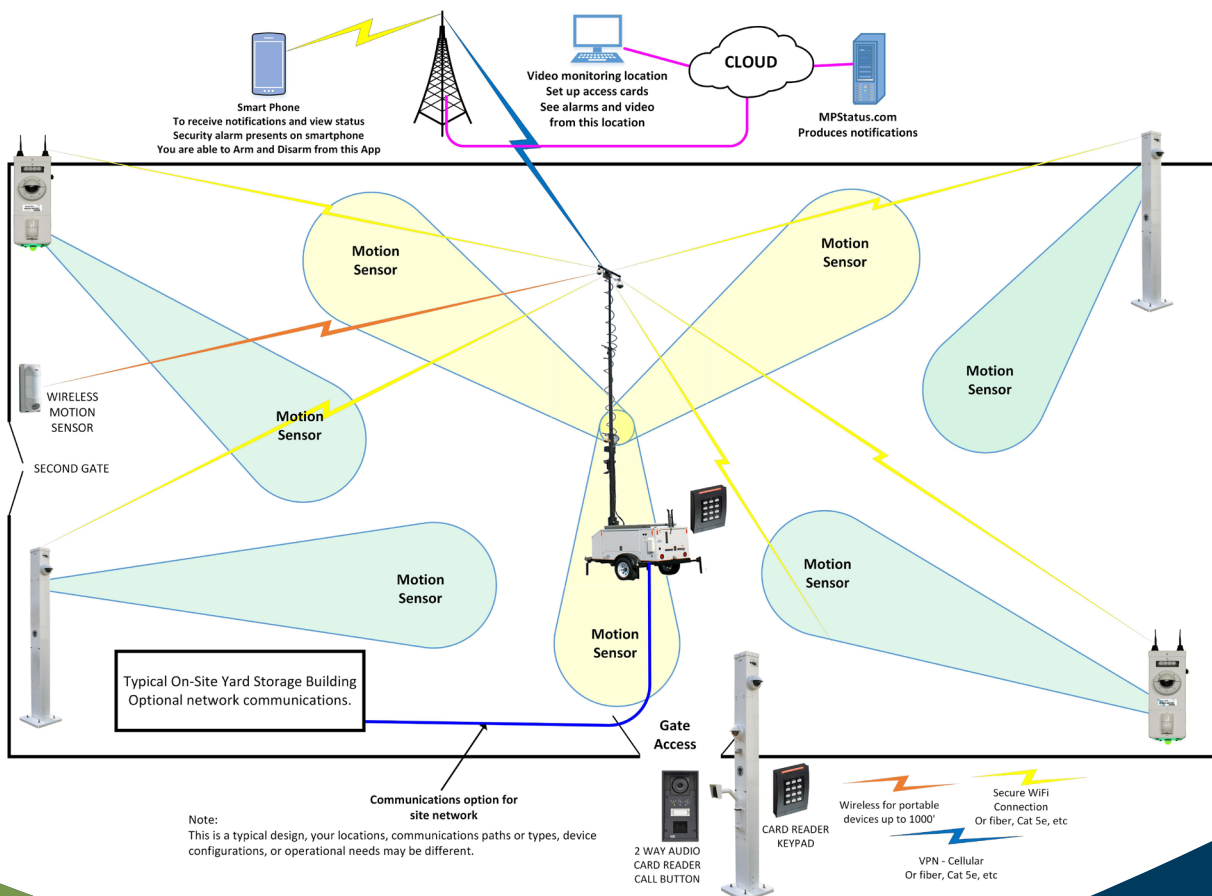 CLOUD
Video monitoring location
Set up access cards
See alarms and video
from this location
Smart Phone
To receive notifications and view status
Security alarm presents on smartphone
You are able to Arm and Disarm from this App
MPStatus.com
Produces notifications
Motion
Sensor
Motion
Sensor
Motion
Sensor
WIRELESS
MOTION
SENSOR
Motion
Sensor
SECOND GATE
Motion
Sensor
Motion
Sensor
Motion
Sensor
Typical On-Site Yard Storage Building
Optional network communications.
Gate
Access
Communications option for
site network
Note:
This is a typical design, your locations, communications paths or types, device
configurations, or operational needs may be different.
2 WAY AUDIO
CARD READER
CALL BUTTON
CARD READER
KEYPAD
Wireless for portable
devices up to 1000'
Secure WiFi
Connection
Or fiber, Cat 5e, etc
VPN - Cellular
Or fiber, Cat 5e, etc